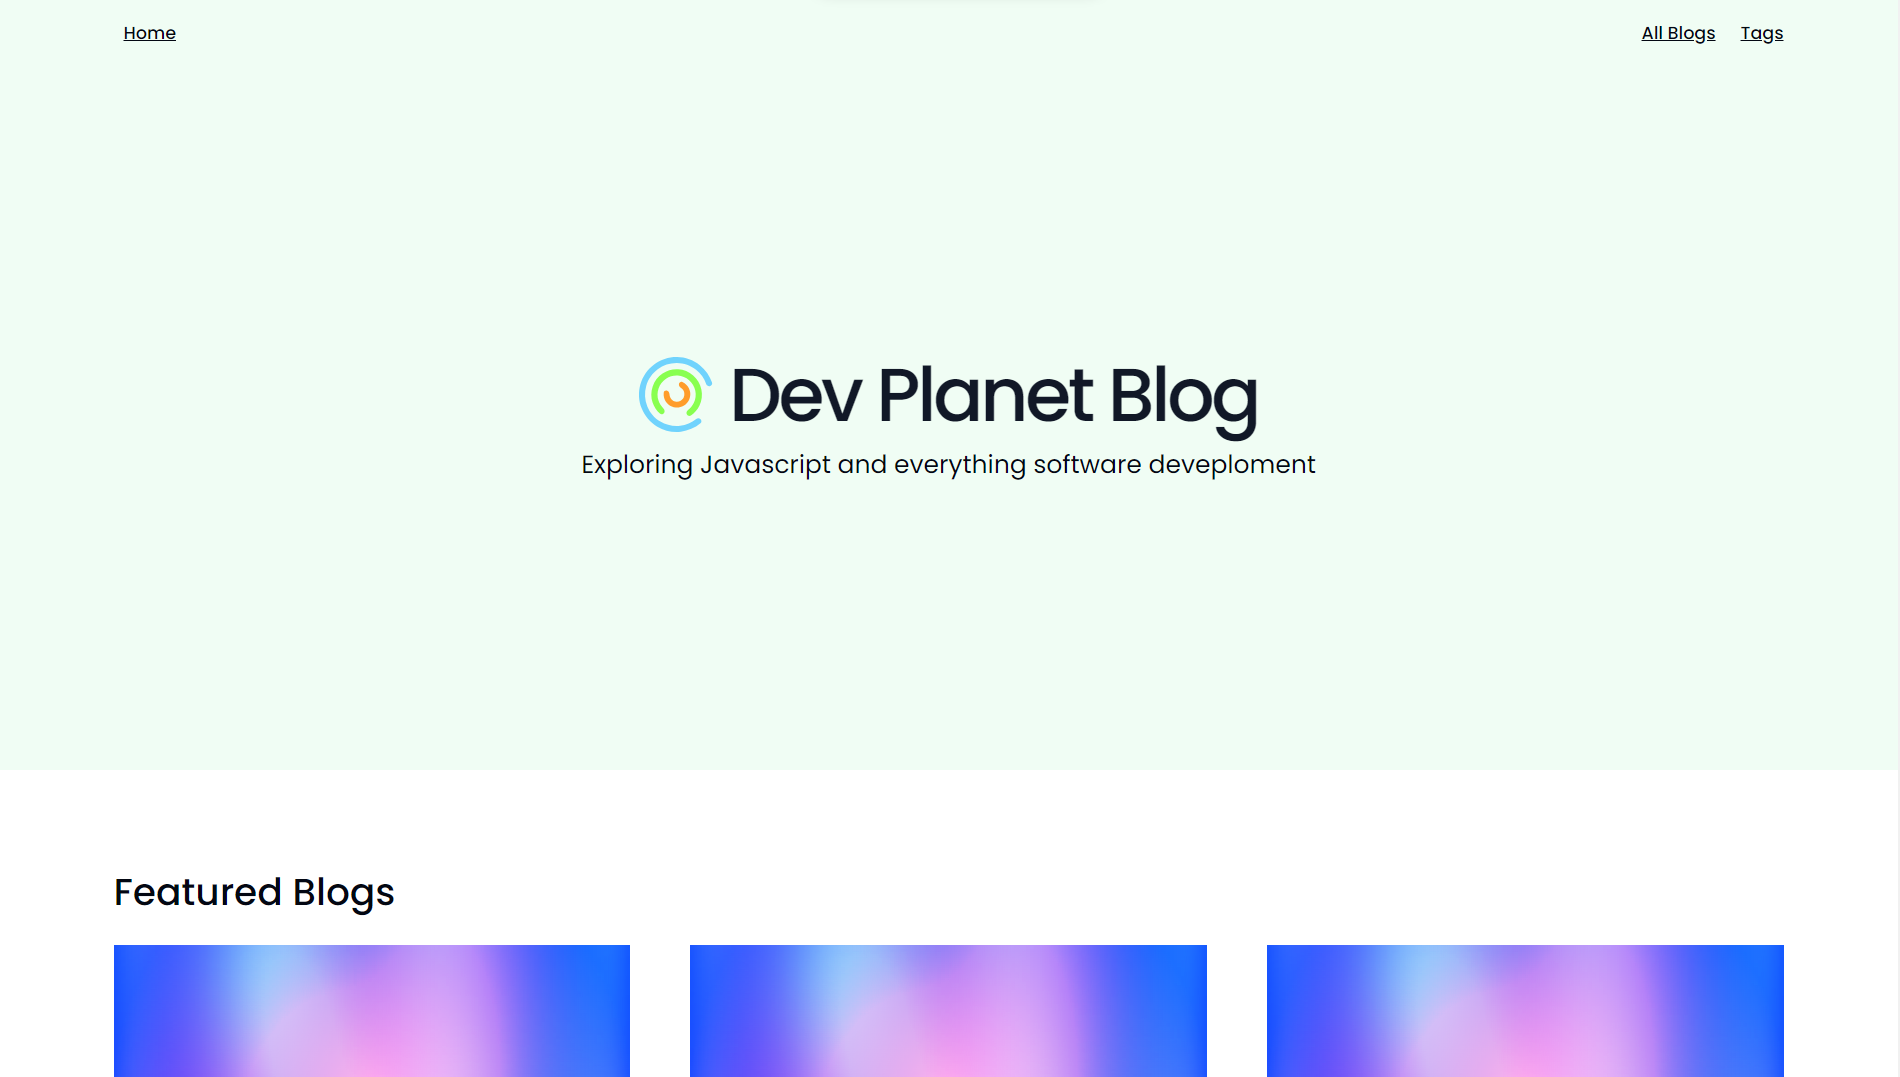 Home
All Blogs
Tags
Dev Planet Blog
Exploring Javascript and everything software deveploment
Featured Blogs